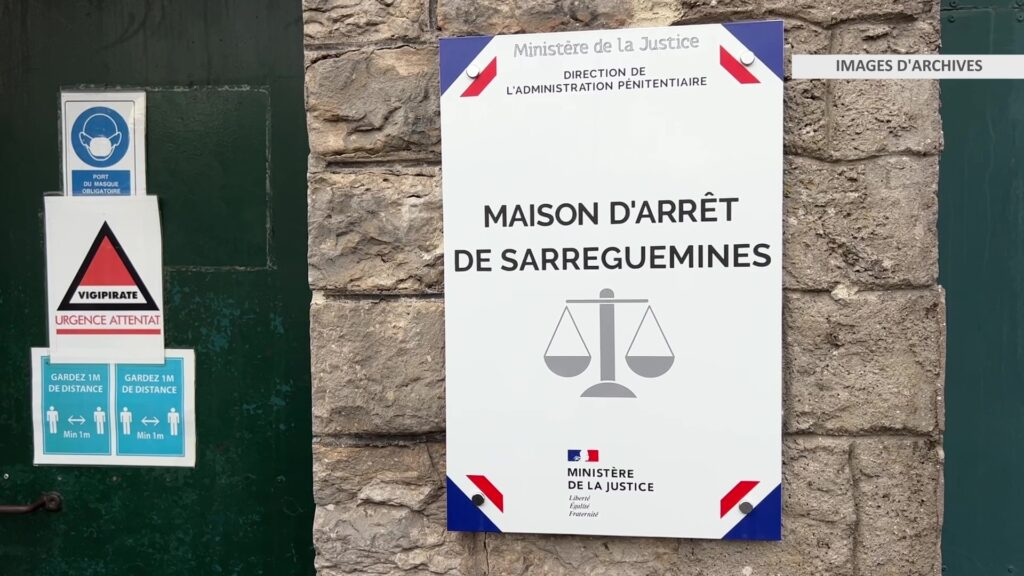 IMAGES D'ARCHIVES
PORT
DU MASQUE
OBLIGATOIRE
VIGIPIRATE
URGENCE ATTENTAT
GARDEZ 1M
DE DISTANCE
Min 1m
GARDEZ 1M
DE DISTANCE
Min 1m
Ministère de la Justice
DIRECTION DE
L'ADMINISTRATION PÉNITENTIAIRE
MAISON D'ARRÊT
DE SARREGUEMINES
MINISTÈRE
DE LA JUSTICE
Liberté
Égalité
Fraternité